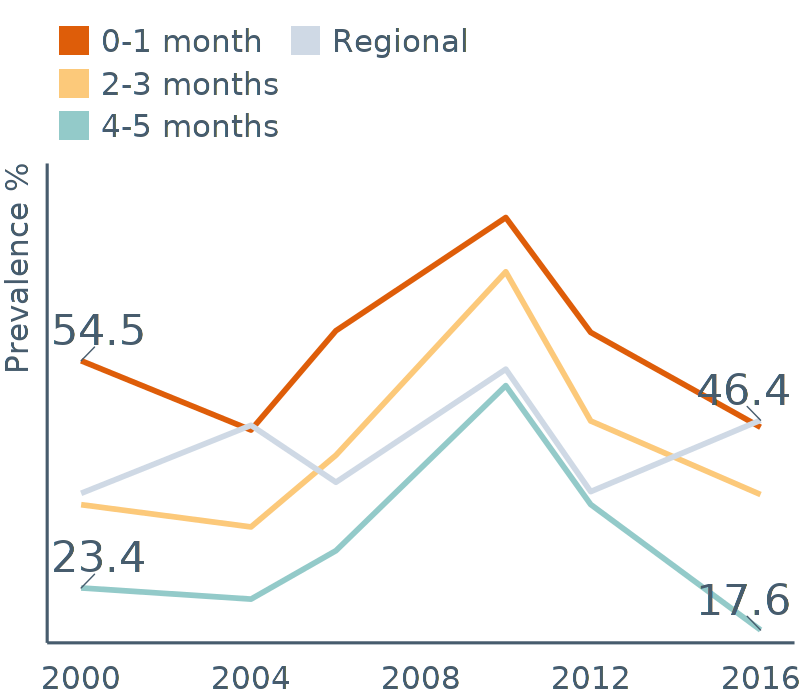 0-1 month
Regional
2-3 months
4-5 months
Prevalence %
54.5
46.4
23.4
17.6
2000 2004 2008 2012 2016